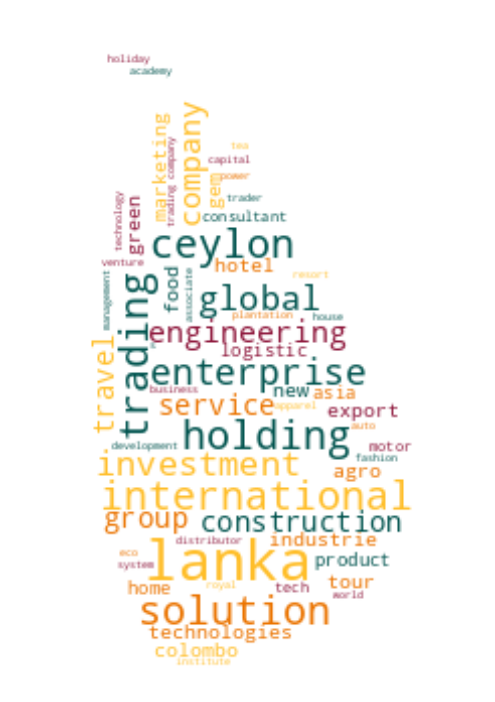 holiday
academy
marketing
trading company
company
tea
capital
gem
power
technology
green
trader
consultant
ceylon
venture
hotel
management
food
associate
resort
trading
global
plantation
house
engineering
travel
logistic
enterprise
business
new
asia
service
apparel
export
holding
auto
development
motor
fashion
investment
agro
international
group
construction
distributor
industrie
lanka
eco
system
product
home
royal
tech
tour
world
solution
technologies
colombo
institute